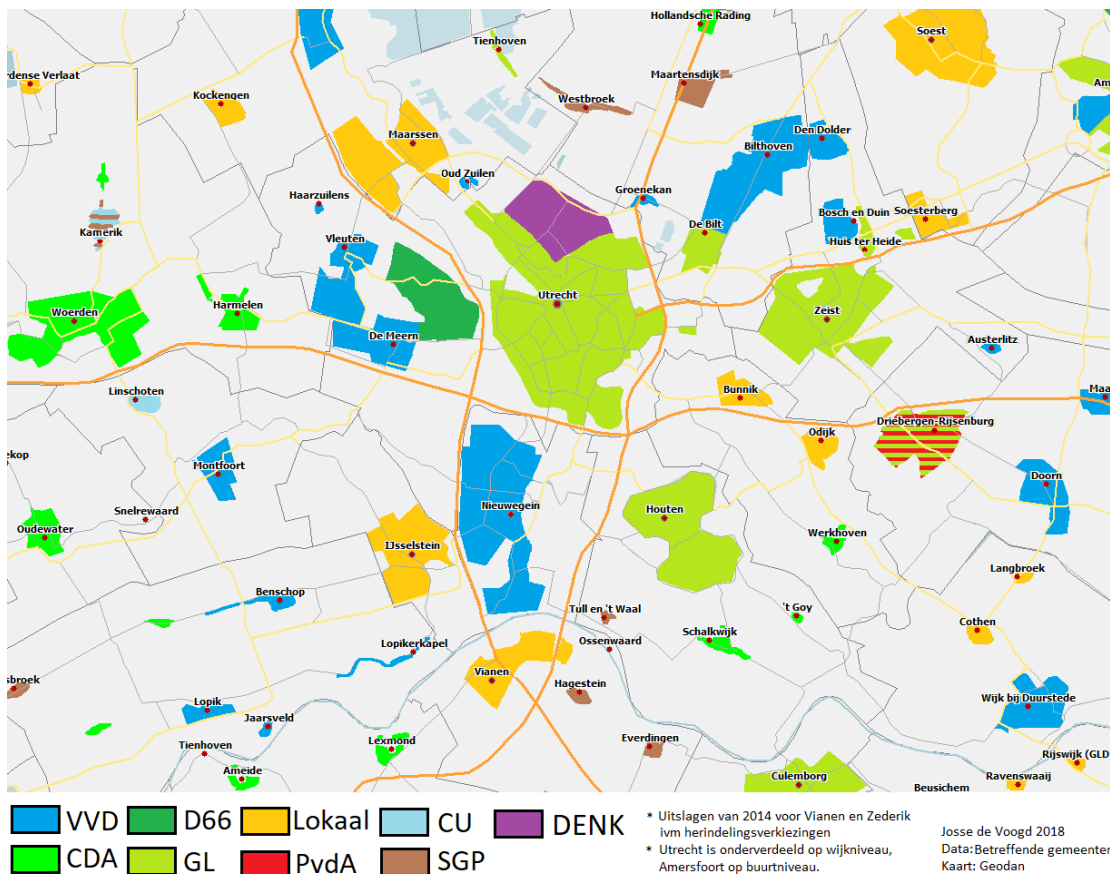 Hollandsche Rading
Soest
Tienhoven
rdense Verlaat
Maartensdijk
Am
Kockengen
Westbroek
Den Dolder
Maarssen
Bilthoven
Oud Zuilen
Haarzuilens
Groenekan
Bosch en Duin
Soesterberg
Kamerik
Vleuten
De Bilt
Huis ter Heide
Utrecht
Woerden
Harmelen
Zeist
De Meern
Austerlitz
Linschoten
Bunnik
Maa
Driebergen-Rijsenburg
Odijk
ekop
Montfoort
Doorn
Snelrewaard
Nieuwegein
Houten
Oudewater
IJsselstein
Werkhoven
Langbroek
Benschop
Tull en 't Waal
't Goy
Cothen
Lopikerkapel
Ossenwaard
Schalkwijk
Vianen
sbroek
Hagestein
Lopik
Wijk bij Duurstede
Jaarsveld
Tienhoven
Lexmond
Everdingen
Rijswijk (GLD
Ameide
Culemborg
Ravenswaaij
Beusichem
VVD
D66
Lokaal
CU
DENK
CDA
GL
PvdA
SGP
* Uitslagen van 2014 voor Vianen en Zederik
ivm herindelingsverkiezingen
* Utrecht is onderverdeeld op wijkniveau,
Amersfoort op buurtniveau.
Josse de Voogd 2018
Data: Betreffende gemeenten
Kaart: Geodan